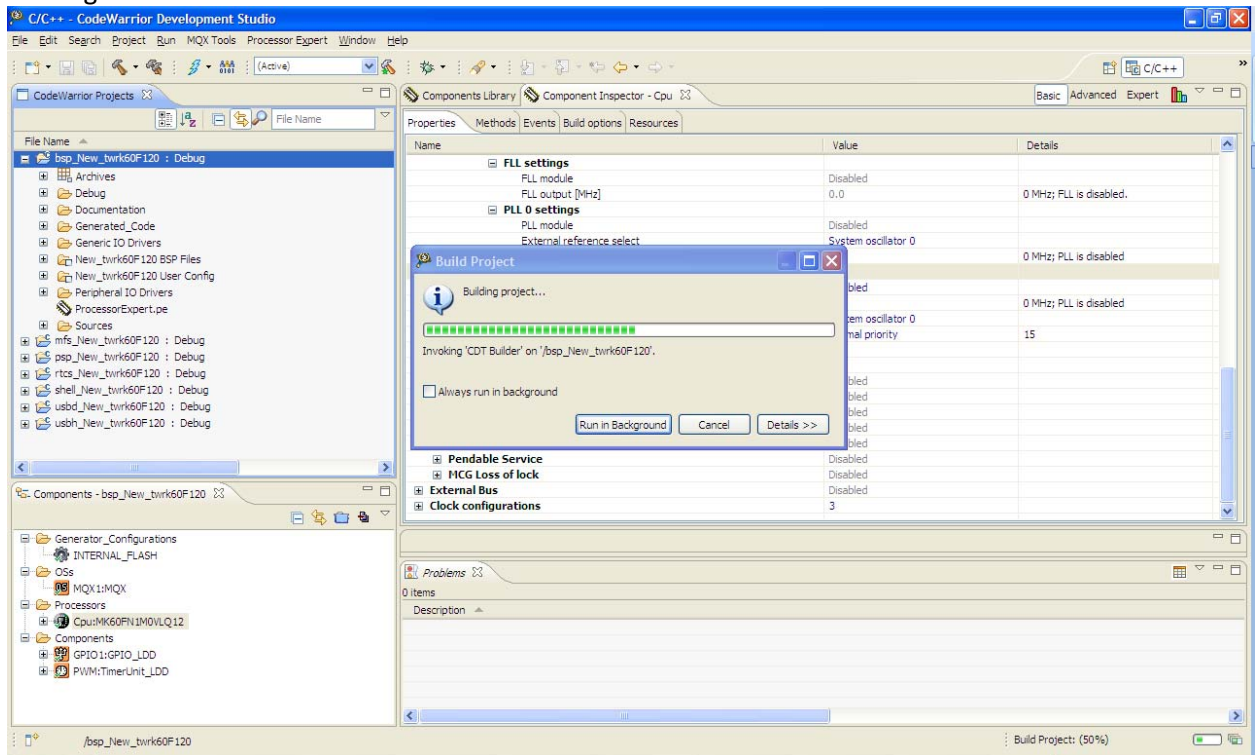 C/C++ - CodeWarrior Development Studio
File Edit Search Project Run MQX Tools Processor Expert Window Help
(Active)
C/C++
CodeWarrior Projects
File Name
File Name
bsp_New_twrk60F120 : Debug
Archives
Debug
Documentation
Generated_Code
Generic IO Drivers
New_twrk60F120 BSP Files
New_twrk60F120 User Config
Peripheral IO Drivers
ProcessorExpert.pe
Sources
mfs_New_twrk60F120 : Debug
psp_New_twrk60F120 : Debug
rtcs_New_twrk60F120 : Debug
shell_New_twrk60F120 : Debug
usbd_New_twrk60F120 : Debug
usbh_New_twrk60F120 : Debug
Components Library Component Inspector - Cpu
Basic Advanced Expert
Properties Methods Events Build options Resources
Name Value Details
FLL settings
FLL module Disabled
FLL output [MHz] 0.0 0 MHz; FLL is disabled.
PLL 0 settings
PLL module Disabled
External reference select System oscillator 0
0 MHz; PLL is disabled
0 MHz; PLL is disabled
15
Pendable Service Disabled
MCG Loss of lock Disabled
External Bus Disabled
Clock configurations 3
Build Project
Building project...
Invoking 'CDT Builder' on '/bsp_New_twrk60F120'.
Always run in background
Run in Background Cancel Details >>
Components - bsp_New_twrk60F120
Generator_Configurations
INTERNAL_FLASH
OSs
MQX1:MQX
Processors
Cpu:MK60FN1M0VLQ12
Components
GPIO1:GPIO_LDD
PWM:TimerUnit_LDD
Problems
0 items
Description
/bsp_New_twrk60F120
Build Project: (50%)